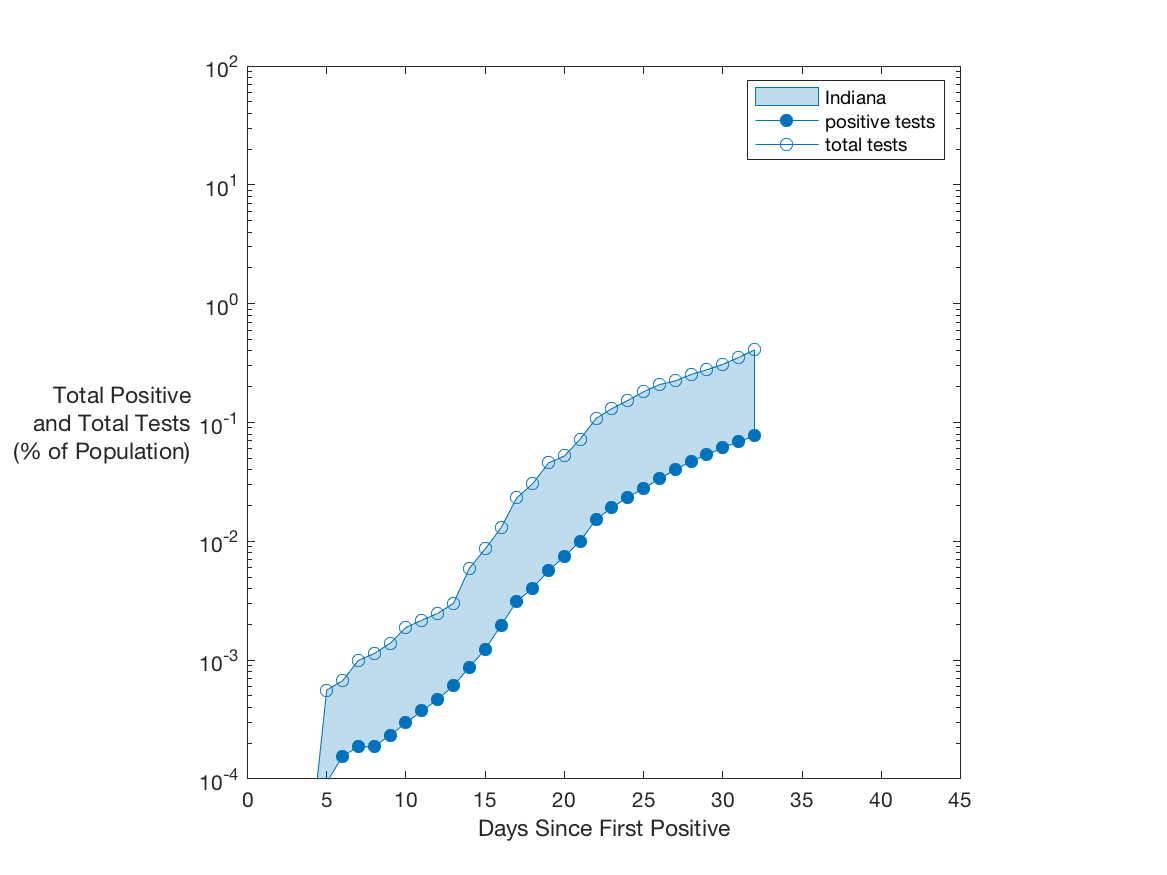 10^2
Indiana
positive tests
total tests
10^1
10^0
Total Positive
and Total Tests
(% of Population)
10^-1
10^-2
10^-3
10^-4
0 5 10 15 20 25 30 35 40 45
Days Since First Positive